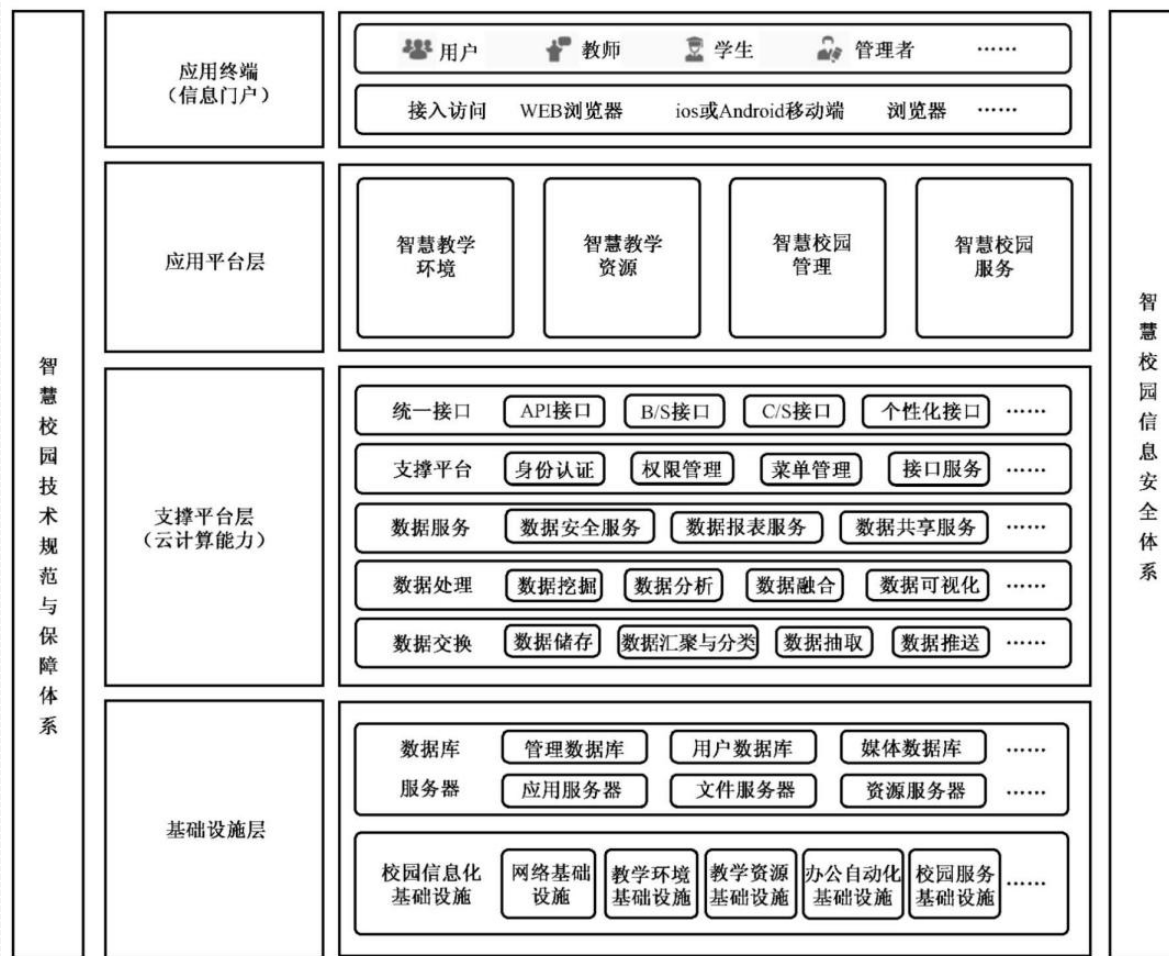 智慧校园技术规范与保障体系
应用终端
（信息门户）
用户 教师 学生 管理者 ……
接入访问 WEB浏览器 ios或Android移动端 浏览器 ……
应用平台层
智慧教学
环境
智慧教学
资源
智慧校园
管理
智慧校园
服务
支撑平台层
（云计算能力）
统一接口 API接口 B/S接口 C/S接口 个性化接口 ……
支撑平台 身份认证 权限管理 菜单管理 接口服务 ……
数据服务 数据安全服务 数据报表服务 数据共享服务 ……
数据处理 数据挖掘 数据分析 数据融合 数据可视化 ……
数据交换 数据储存 数据汇聚与分类 数据抽取 数据推送 ……
基础设施层
数据库 管理数据库 用户数据库 媒体数据库 ……
服务器 应用服务器 文件服务器 资源服务器 ……
校园信息化
基础设施
网络基础
设施
教学环境
基础设施
教学资源
基础设施
办公自动化
基础设施
校园服务
基础设施
……
智慧校园信息安全体系